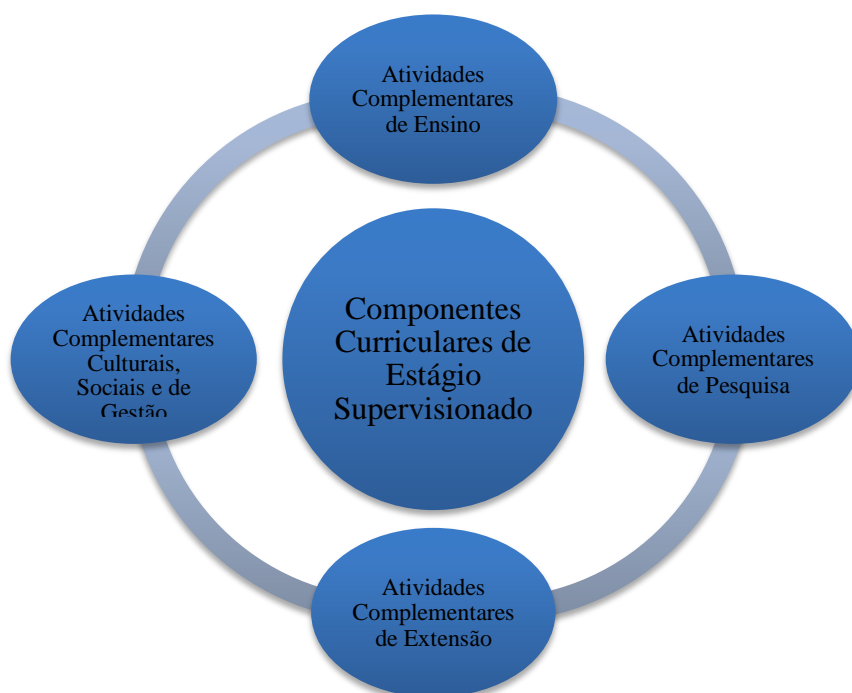 Atividades
Complementares
de Ensino
Atividades
Complementares
Culturais,
Sociais e de
Gestão
Componentes
Curriculares de
Estágio
Supervisionado
Atividades
Complementares
de Pesquisa
Atividades
Complementares
de Extensão